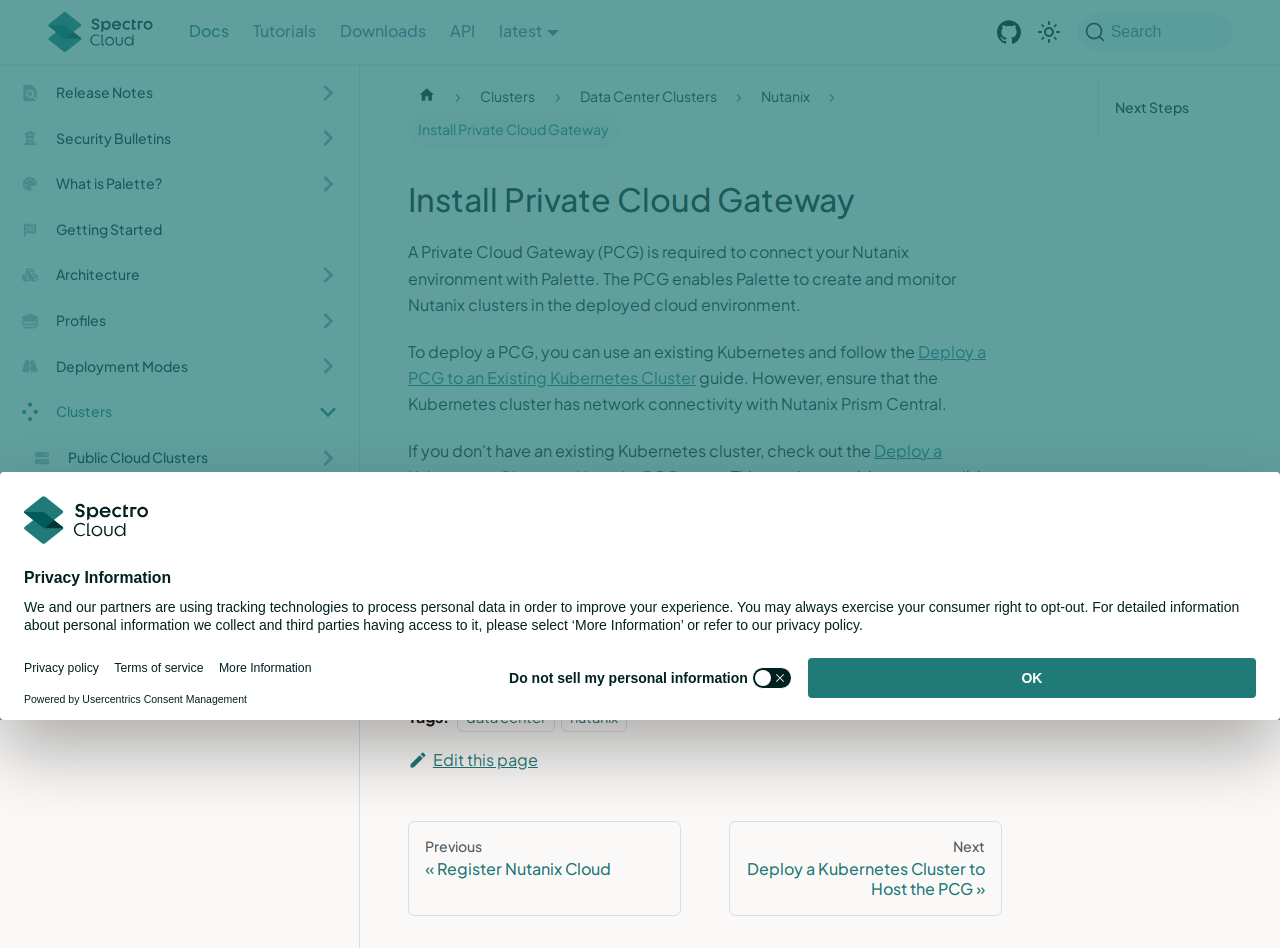 Spectro Cloud
Docs
Tutorials
Downloads
API
latest
Search
Release Notes
Security Bulletins
What is Palette?
Getting Started
Architecture
Profiles
Deployment Modes
Clusters
Public Cloud Clusters
Clusters
Data Center Clusters
Nutanix
Install Private Cloud Gateway
Next Steps
Install Private Cloud Gateway
A Private Cloud Gateway (PCG) is required to connect your Nutanix
environment with Palette. The PCG enables Palette to create and monitor
Nutanix clusters in the deployed cloud environment.
To deploy a PCG, you can use an existing Kubernetes and follow the Deploy a
PCG to an Existing Kubernetes Cluster guide. However, ensure that the
Kubernetes cluster has network connectivity with Nutanix Prism Central.
If you don't have an existing Kubernetes cluster, check out the Deploy a
Spectro
Cloud
Privacy Information
We and our partners are using tracking technologies to process personal data in order to improve your experience. You may always exercise your consumer right to opt-out. For detailed information
about personal information we collect and third parties having access to it, please select ‘More Information’ or refer to our privacy policy.
Privacy policy
Terms of service
More Information
Powered by Usercentrics Consent Management
Do not sell my personal information
OK
Tags:
data center
nutanix
Edit this page
Previous
« Register Nutanix Cloud
Next
Deploy a Kubernetes Cluster to
Host the PCG »